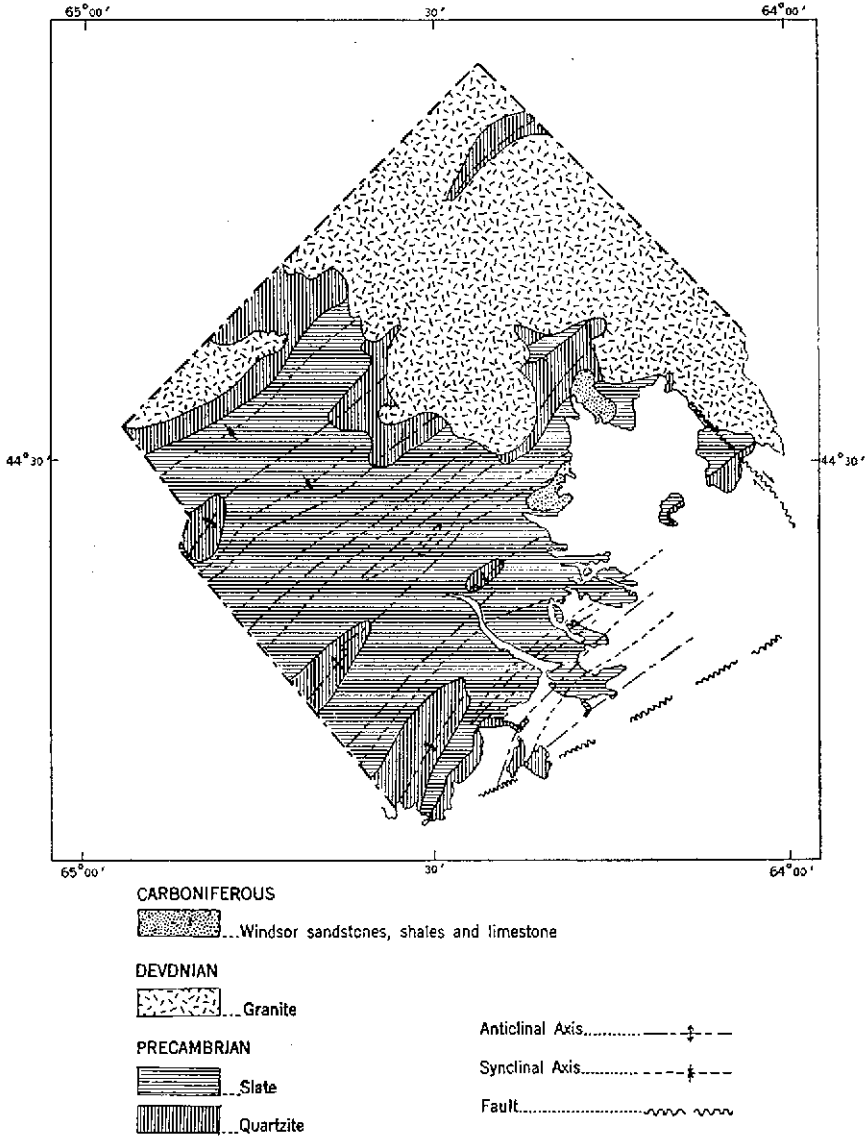 65°00' 30' 64°00'
44°30' 44°30'
65°00' 30' 64°00'
CARBONIFEROUS
Windsor sandstones, shales and limestone
DEVONIAN
Granite
PRECAMBRIAN
Slate
Quartzite
Anticlinal Axis
Synclinal Axis
Fault